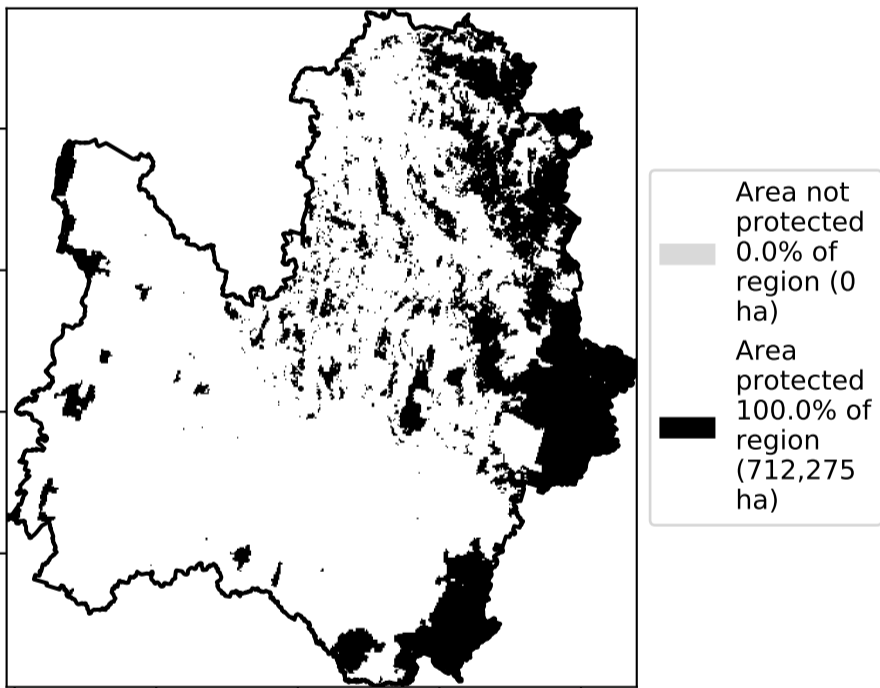 Area not
protected
0.0% of
region (0
ha)
Area
protected
100.0% of
region
(712,275
ha)